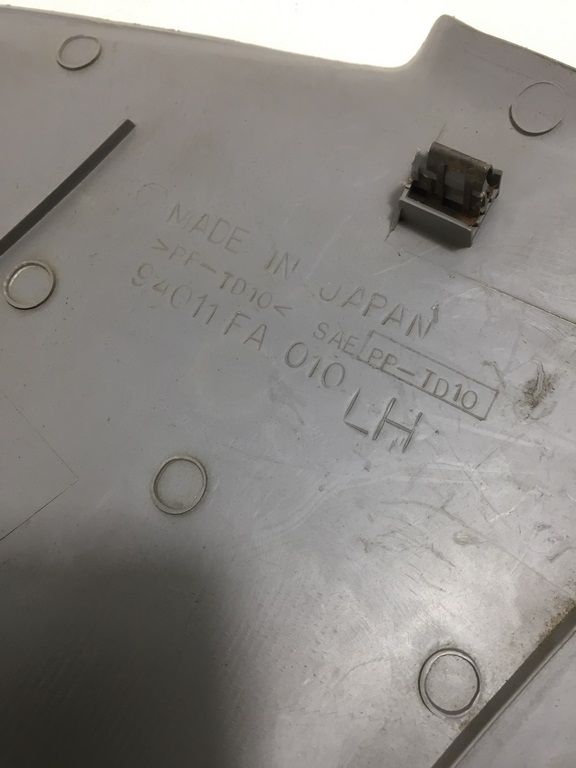 MADE IN JAPAN
>PP-TD10< SAE PP-TD10
94011FA 010 LH